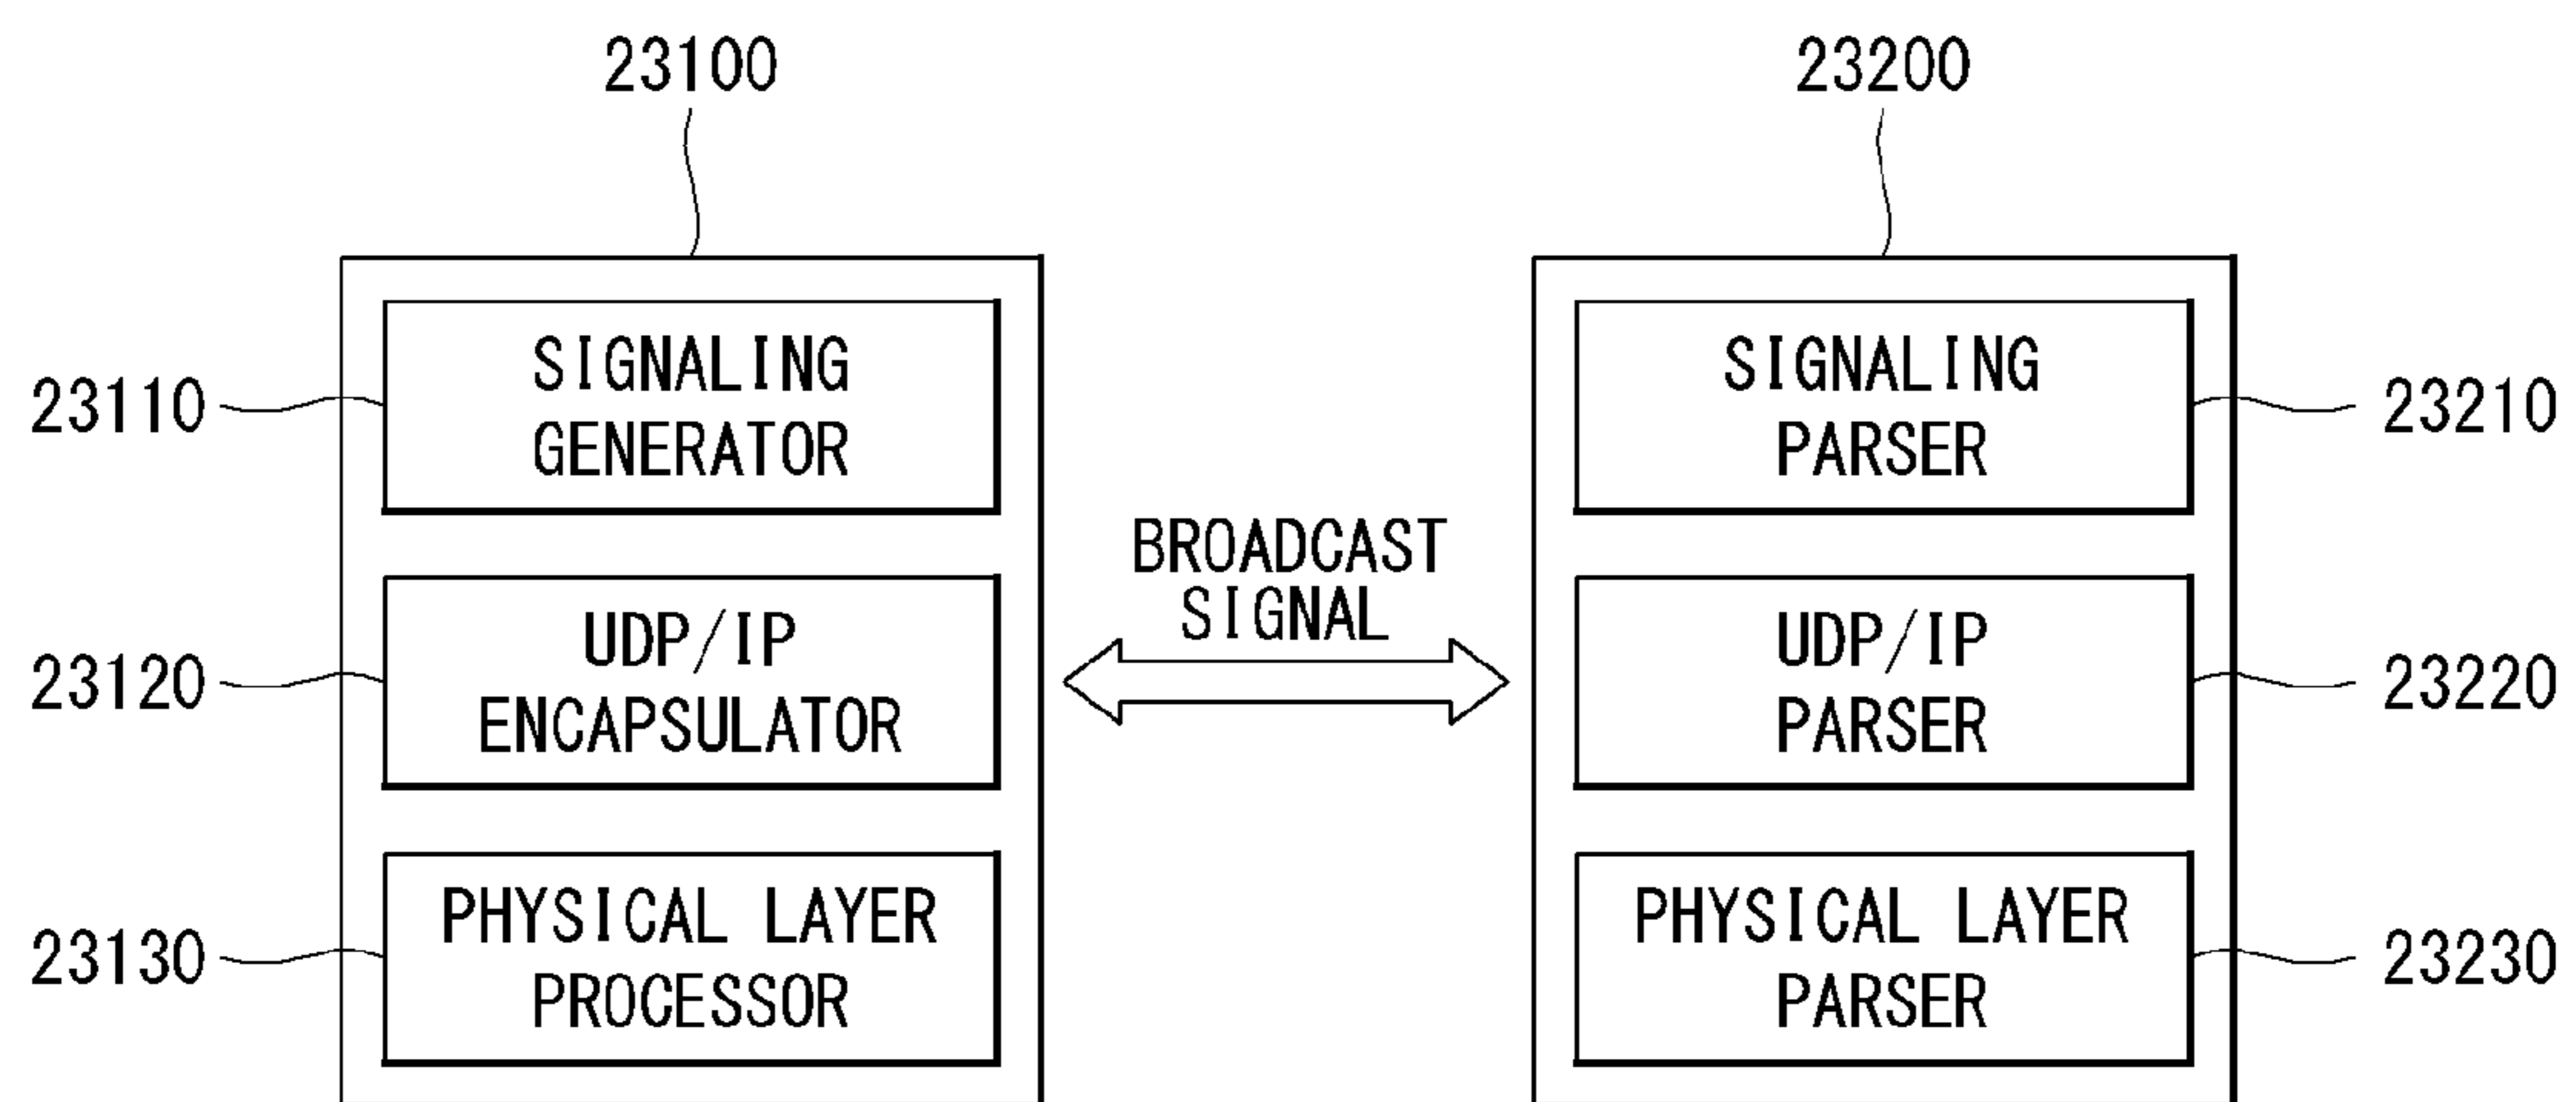 23100
23200
23110
SIGNALING
GENERATOR
SIGNALING
PARSER
23210
BROADCAST
SIGNAL
23120
UDP/IP
ENCAPSULATOR
UDP/IP
PARSER
23220
23130
PHYSICAL LAYER
PROCESSOR
PHYSICAL LAYER
PARSER
23230